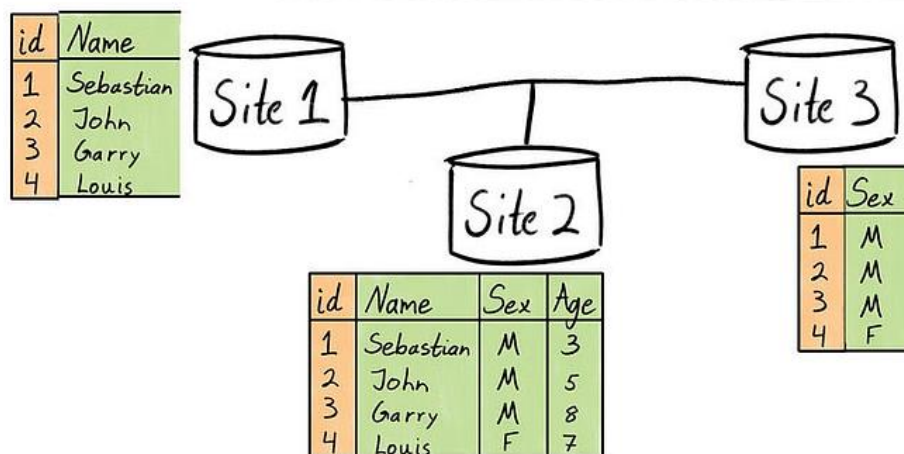 id Name
1 Sebastian
2 John
3 Garry
4 Louis
Site 1
Site 3
Site 2
id Sex
1 M
2 M
3 M
4 F
id Name Sex Age
1 Sebastian M 3
2 John M 5
3 Garry M 8
4 Louis F 7